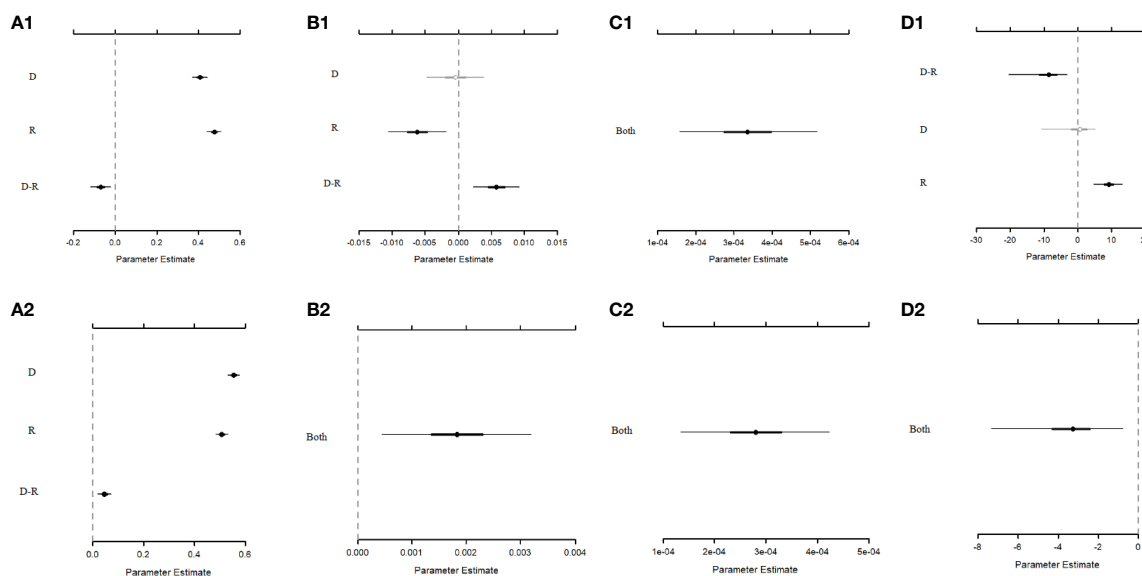 A1
D
R
D-R
-0.2 0.0 0.2 0.4 0.6
Parameter Estimate
B1
D
R
D-R
-0.015 -0.010 -0.005 0.000 0.005 0.010 0.015
Parameter Estimate
C1
Both
1e-04 2e-04 3e-04 4e-04 5e-04 6e-04
Parameter Estimate
D1
D-R
D
R
-30 -20 -10 0 10 20
Parameter Estimate
A2
D
R
D-R
0.0 0.2 0.4 0.6
Parameter Estimate
B2
Both
0.000 0.001 0.002 0.003 0.004
Parameter Estimate
C2
Both
1e-04 2e-04 3e-04 4e-04 5e-04
Parameter Estimate
D2
Both
-8 -6 -4 -2 0
Parameter Estimate